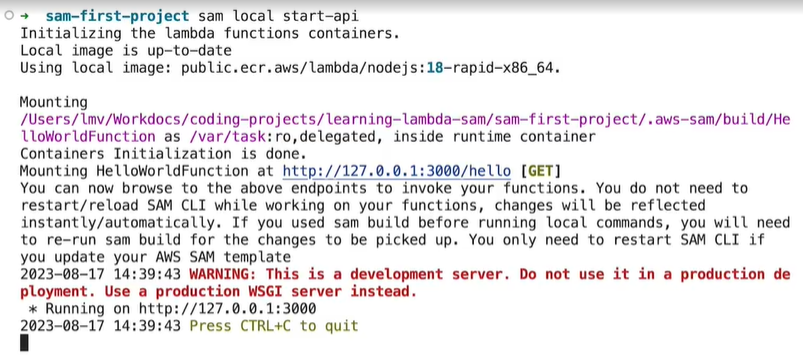 → sam-first-project sam local start-api
Initializing the lambda functions containers.
Local image is up-to-date
Using local image: public.ecr.aws/lambda/nodejs:18-rapid-x86_64.

Mounting
/Users/lmv/Workdocs/coding-projects/learning-lambda-sam/sam-first-project/.aws-sam/build/He
lloWorldFunction as /var/task:ro,delegated, inside runtime container
Containers Initialization is done.
Mounting HelloWorldFunction at http://127.0.0.1:3000/hello [GET]
You can now browse to the above endpoints to invoke your functions. You do not need to
restart/reload SAM CLI while working on your functions, changes will be reflected
instantly/automatically. If you used sam build before running local commands, you will need
to re-run sam build for the changes to be picked up. You only need to restart SAM CLI if
you update your AWS SAM template
2023-08-17 14:39:43 WARNING: This is a development server. Do not use it in a production de
ployment. Use a production WSGI server instead.
 * Running on http://127.0.0.1:3000
2023-08-17 14:39:43 Press CTRL+C to quit